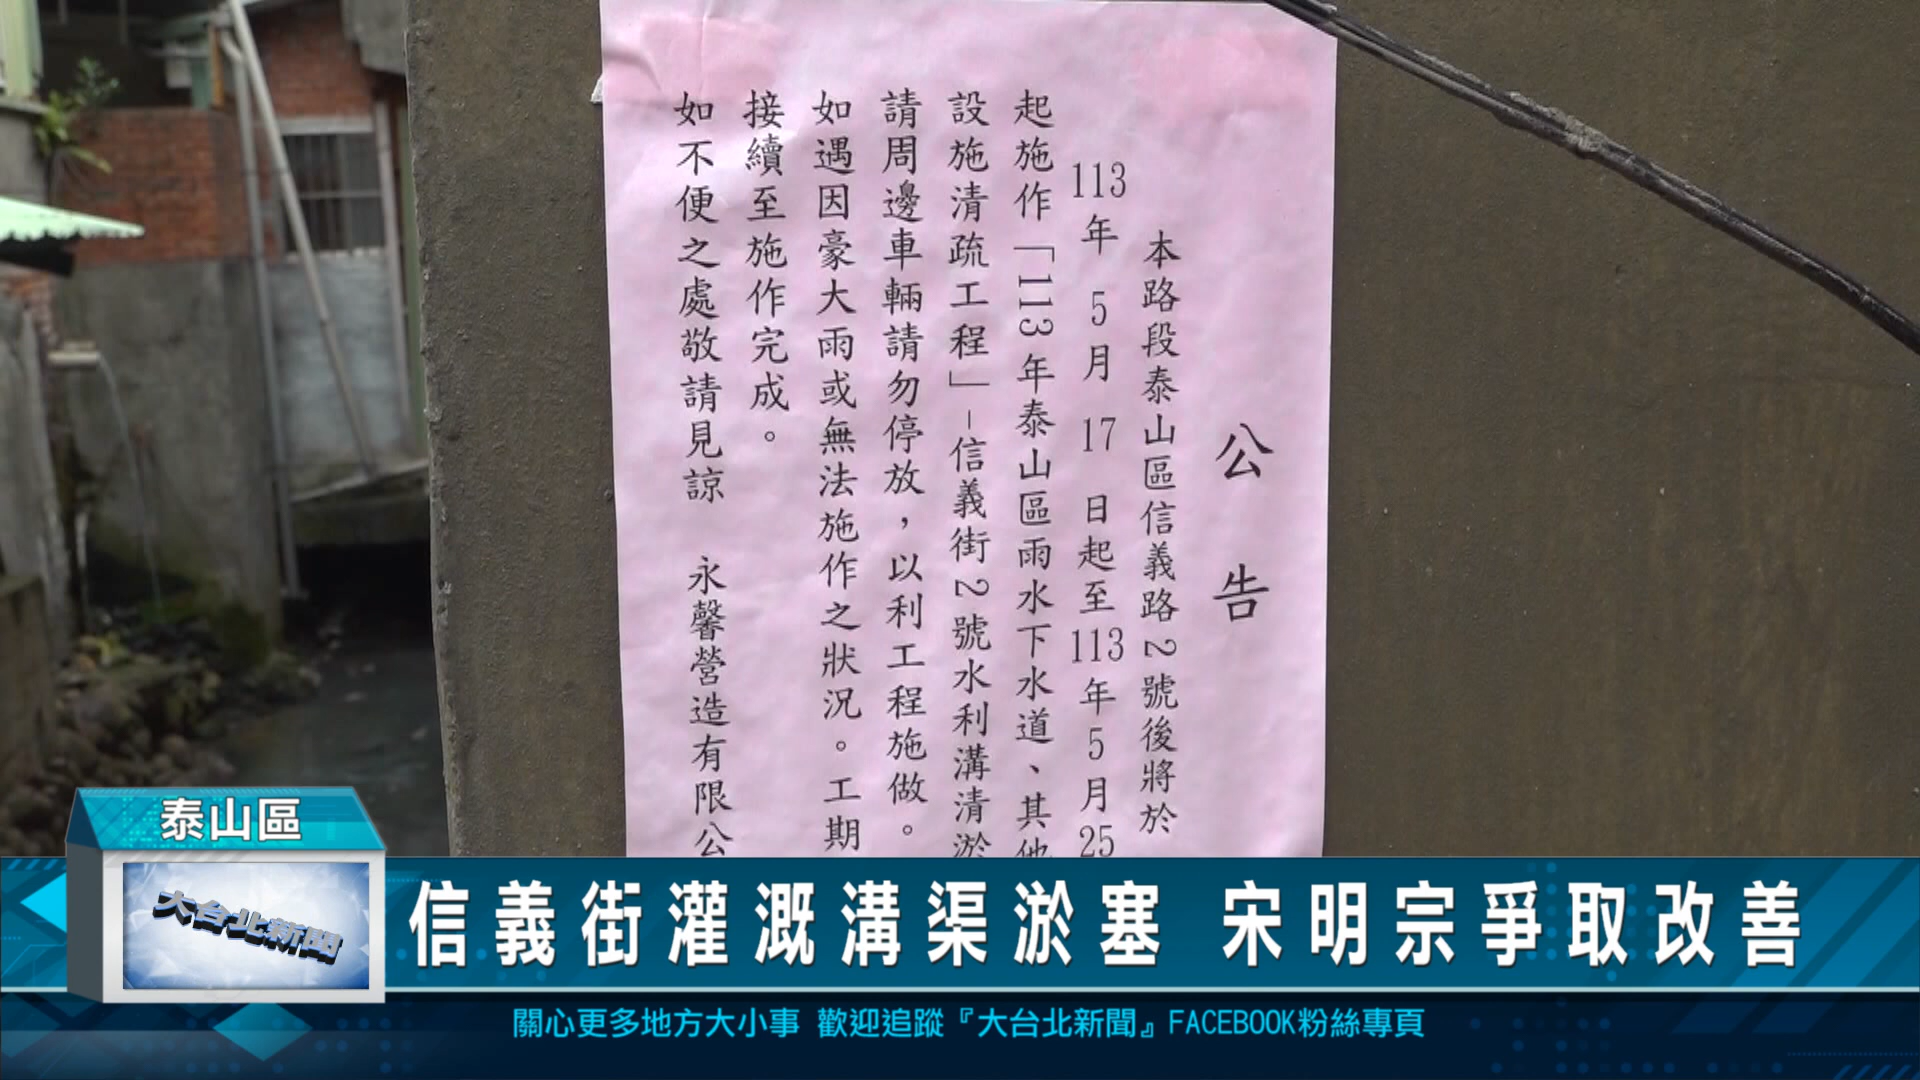 公告
本路段泰山區信義路2號後將於
113年 5月 17 日起至113年5月25
起施作「113年泰山區雨水下水道、其他
設施清疏工程」–信義街2號水利溝清淤
請周邊車輛請勿停放，以利工程施做。
如遇因豪大雨或無法施作之狀況。工期
接續至施作完成。
如不便之處敬請見諒 永馨營造有限公
泰山區
大台北新聞
信義街灌溉溝渠淤塞 宋明宗爭取改善
關心更多地方大小事 歡迎追蹤『大台北新聞』FACEBOOK粉絲專頁